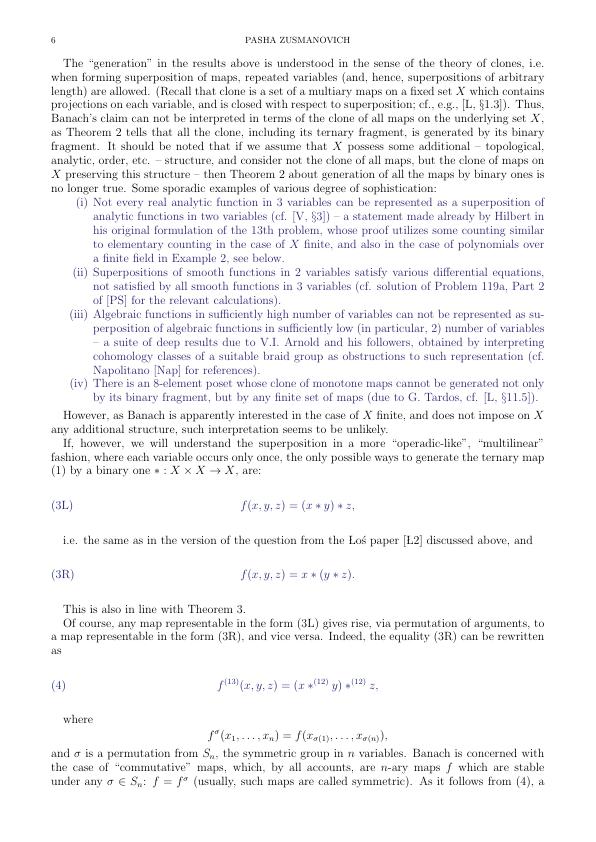 6
PASHA ZUSMANOVICH
The “generation” in the results above is understood in the sense of the theory of clones, i.e.
when forming superposition of maps, repeated variables (and, hence, superpositions of arbitrary
length) are allowed. (Recall that clone is a set of a multiary maps on a fixed set X which contains
projections on each variable, and is closed with respect to superposition; cf., e.g., [L, §1.3]). Thus,
Banach's claim can not be interpreted in terms of the clone of all maps on the underlying set X,
as Theorem 2 tells that all the clone, including its ternary fragment, is generated by its binary
fragment. It should be noted that if we assume that X possess some additional – topological,
analytic, order, etc. – structure, and consider not the clone of all maps, but the clone of maps on
X preserving this structure – then Theorem 2 about generation of all the maps by binary ones is
no longer true. Some sporadic examples of various degree of sophistication:
(i) Not every real analytic function in 3 variables can be represented as a superposition of
analytic functions in two variables (cf. [V, §3]) – a statement made already by Hilbert in
his original formulation of the 13th problem, whose proof utilizes some counting similar
to elementary counting in the case of X finite, and also in the case of polynomials over
a finite field in Example 2, see below.
(ii) Superpositions of smooth functions in 2 variables satisfy various differential equations,
not satisfied by all smooth functions in 3 variables (cf. solution of Problem 119a, Part 2
of [PS] for the relevant calculations).
(iii) Algebraic functions in sufficiently high number of variables can not be represented as su-
perposition of algebraic functions in sufficiently low (in particular, 2) number of variables
– a suite of deep results due to V.I. Arnold and his followers, obtained by interpreting
cohomology classes of a suitable braid group as obstructions to such representation (cf.
Napolitano [Nap] for references).
(iv) There is an 8-element poset whose clone of monotone maps cannot be generated not only
by its binary fragment, but by any finite set of maps (due to G. Tardos, cf. [L, §11.5]).
However, as Banach is apparently interested in the case of X finite, and does not impose on X
any additional structure, such interpretation seems to be unlikely.
If, however, we will understand the superposition in a more “operadic-like”, “multilinear”
fashion, where each variable occurs only once, the only possible ways to generate the ternary map
(1) by a binary one ∗ : X × X → X, are:
(3L) f(x, y, z) = (x ∗ y) ∗ z,
i.e. the same as in the version of the question from the Łoś paper [Ł2] discussed above, and
(3R) f(x, y, z) = x ∗ (y ∗ z).
This is also in line with Theorem 3.
Of course, any map representable in the form (3L) gives rise, via permutation of arguments, to
a map representable in the form (3R), and vice versa. Indeed, the equality (3R) can be rewritten
as
(4) f^{(13)}(x, y, z) = (x ∗^{(12)} y) ∗^{(12)} z,
where
f^σ(x_1, . . . , x_n) = f(x_{σ(1)}, . . . , x_{σ(n)}),
and σ is a permutation from S_n, the symmetric group in n variables. Banach is concerned with
the case of “commutative” maps, which, by all accounts, are n-ary maps f which are stable
under any σ ∈ S_n: f = f^σ (usually, such maps are called symmetric). As it follows from (4), a